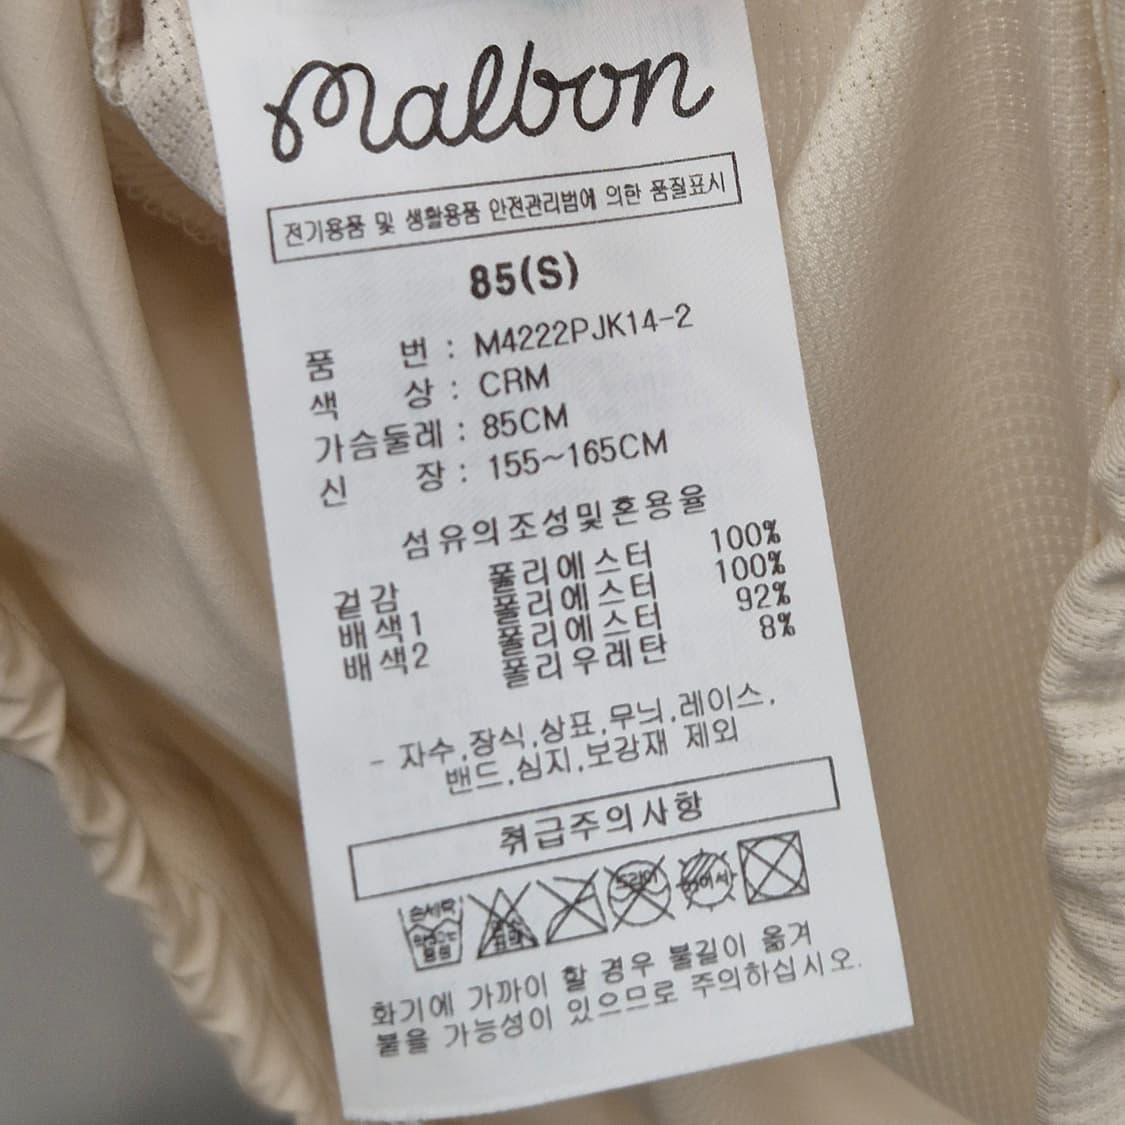 malbon
전기용품 및 생활용품 안전관리법에 의한 품질표시
85(S)
품 번 : M4222PJK14-2
색 상 : CRM
가슴둘레 : 85CM
신 장 : 155~165CM
섬유의조성및혼용율
겉감 폴리에스터 100%
배색1 폴리에스터 100%
배색2 폴리에스터 92%
폴리우레탄 8%
- 자수,장식,상표,무늬,레이스,
밴드,심지,보강재 제외
취급주의사항
손세탁
드라이
화기에 가까이 할 경우 불길이 옮겨
붙을 가능성이 있으므로 주의하십시오.